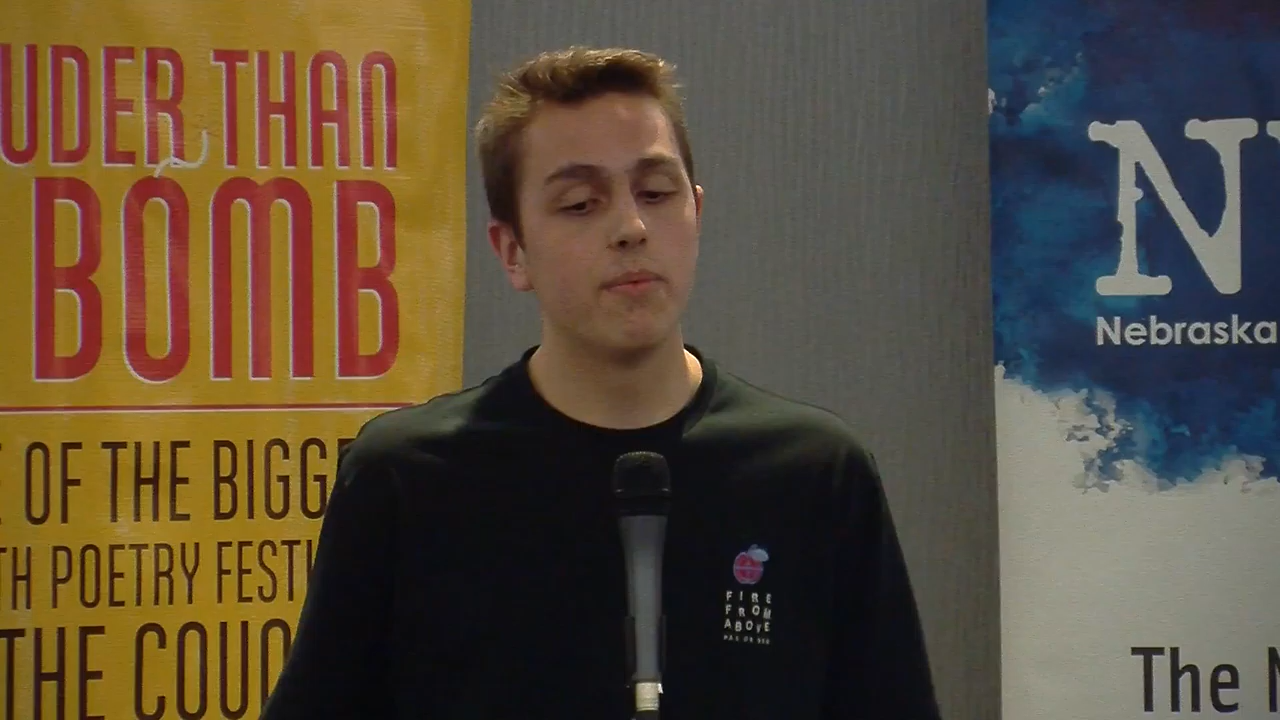 UDER THAN
BOMB
OF THE BIGG
TH POETRY FEST
THE COU
N
Nebraska
The
FIRE
FROM
ABOVE